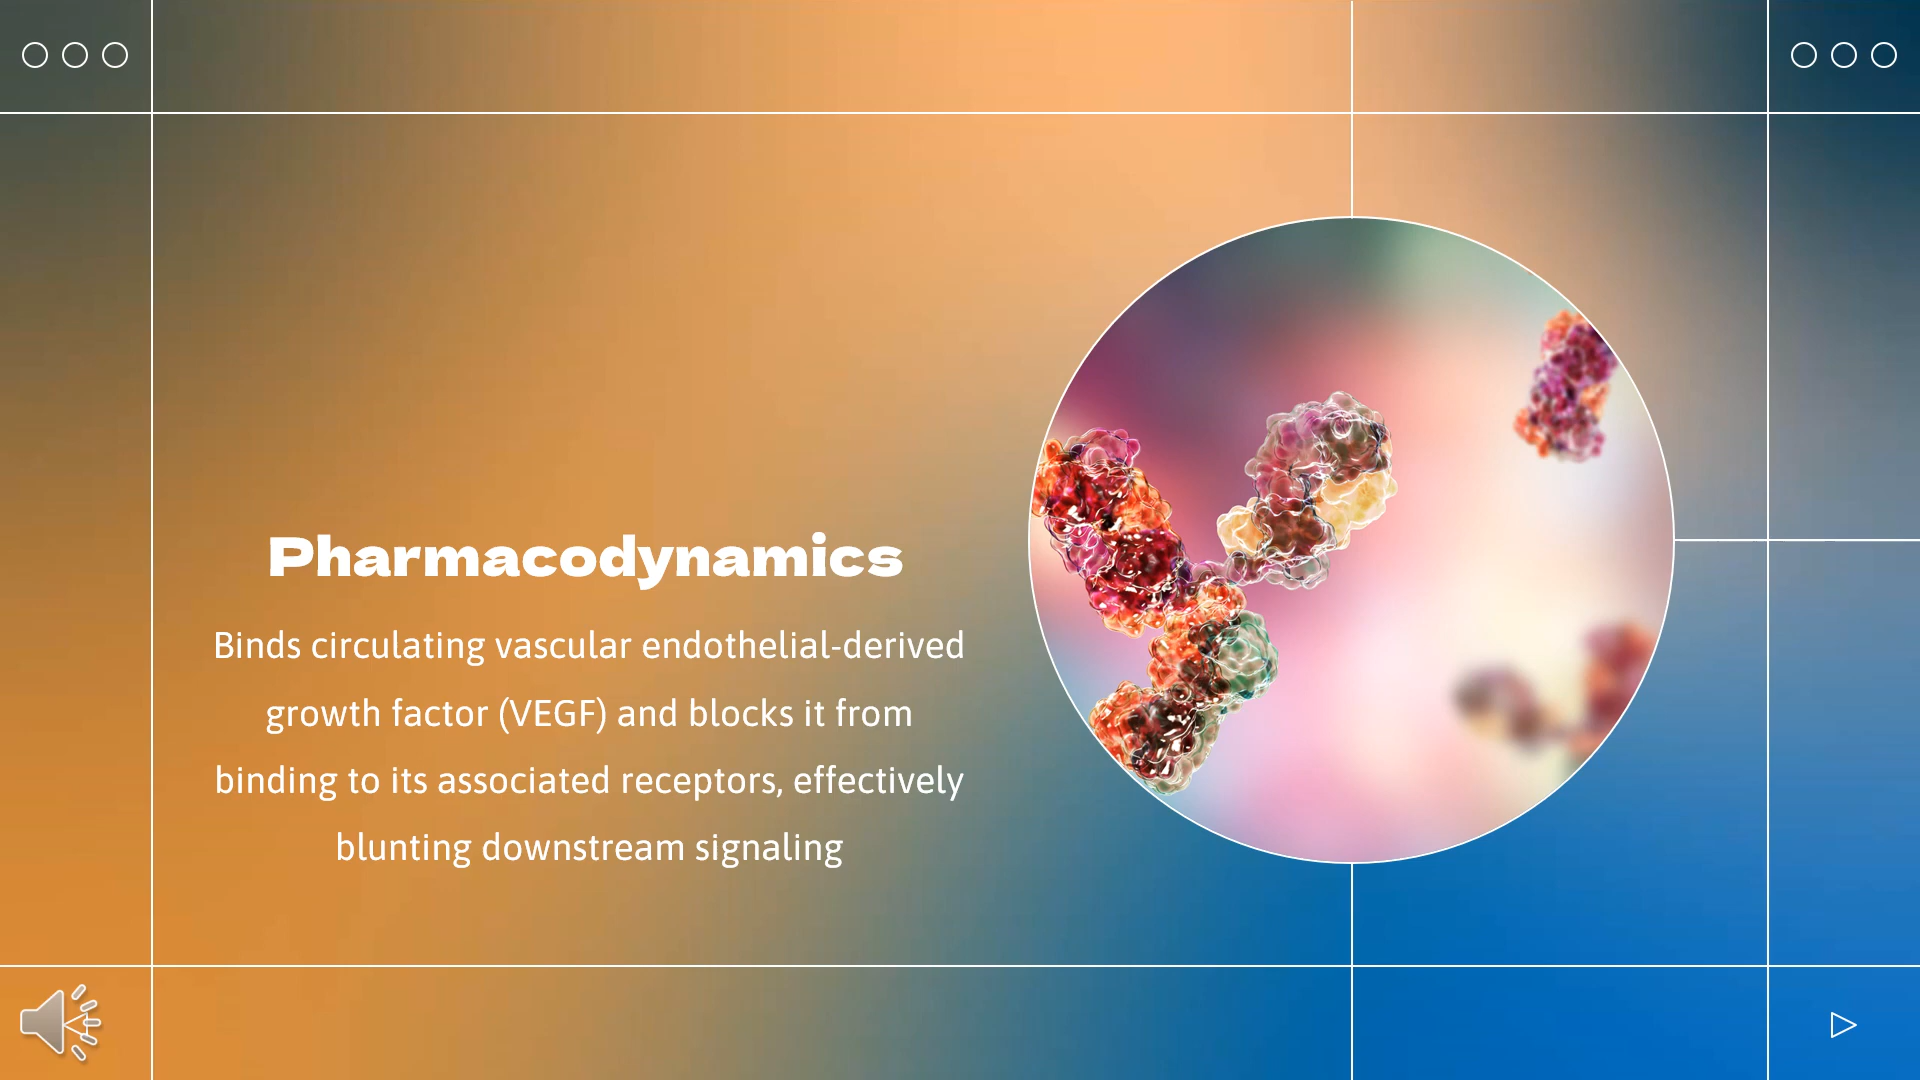 Pharmacodynamics
Binds circulating vascular endothelial-derived
growth factor (VEGF) and blocks it from
binding to its associated receptors, effectively
blunting downstream signaling